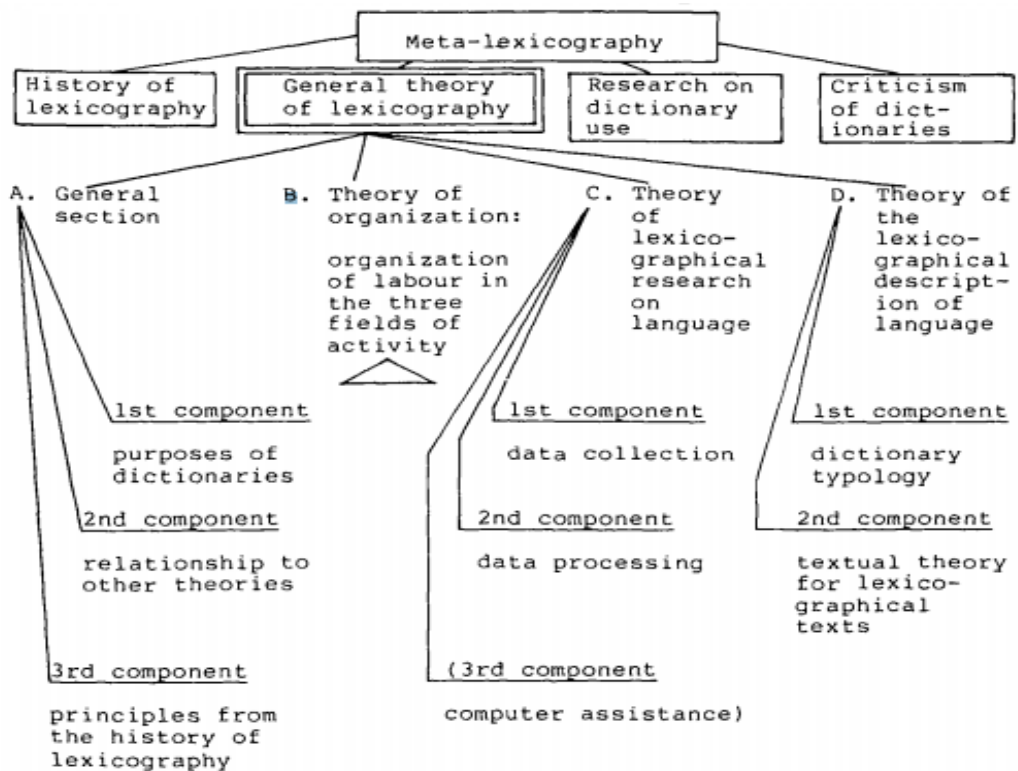 Meta-lexicography
History of
lexicography
General theory
of lexicography
Research on
dictionary
use
Criticism
of dict-
ionaries
A. General
section
B. Theory of
organization:
organization
of labour in
the three
fields of
activity
C. Theory
of
lexico-
graphical
research
on
language
D. Theory of
the
lexico-
graphical
descript-
ion of
language
1st component
purposes of
dictionaries
2nd component
relationship to
other theories
3rd component
principles from
the history of
lexicography
1st component
data collection
2nd component
data processing
(3rd component
computer assistance)
1st component
dictionary
typology
2nd component
textual theory
for lexico-
graphical
texts